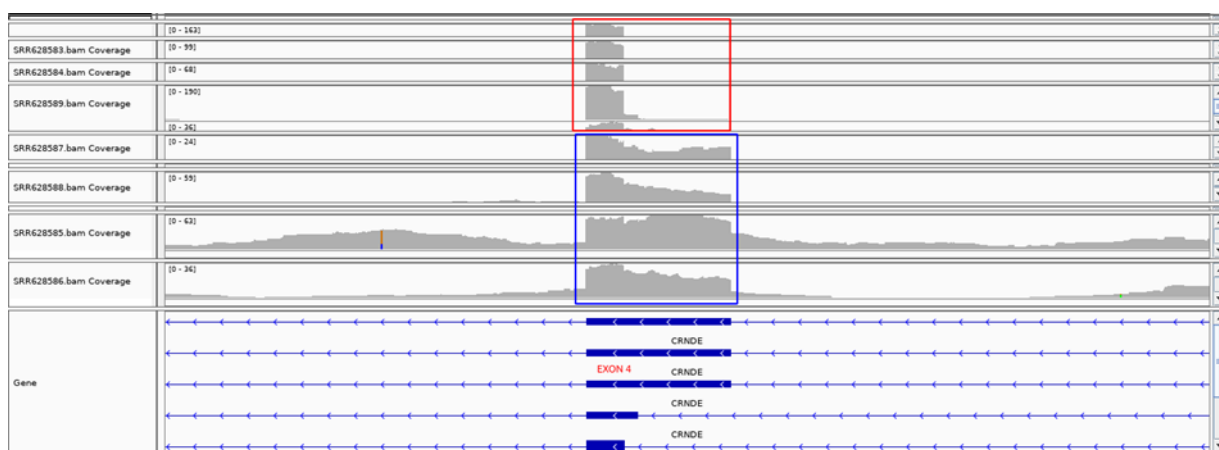 [0 - 163]
SRR628583.bam Coverage [0 - 99]
SRR628584.bam Coverage [0 - 68]
SRR628589.bam Coverage [0 - 190]
[0 - 36]
SRR628587.bam Coverage [0 - 24]
SRR628588.bam Coverage [0 - 59]
SRR628585.bam Coverage [0 - 63]
SRR628586.bam Coverage [0 - 36]
CRNDE
EXON 4 CRNDE
Gene
CRNDE
CRNDE